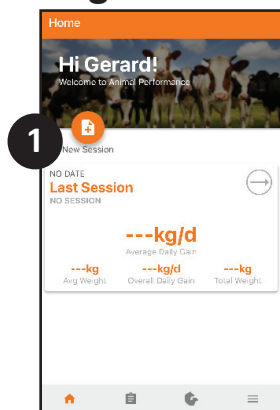 Home
Hi Gerard!
Welcome to Animal Performance
1
New Session
NO DATE
Last Session
NO SESSION
---kg/d
Average Daily Gain
---kg ---kg/d ---kg
Avg.Weight Overall Daily Gain Total Weight